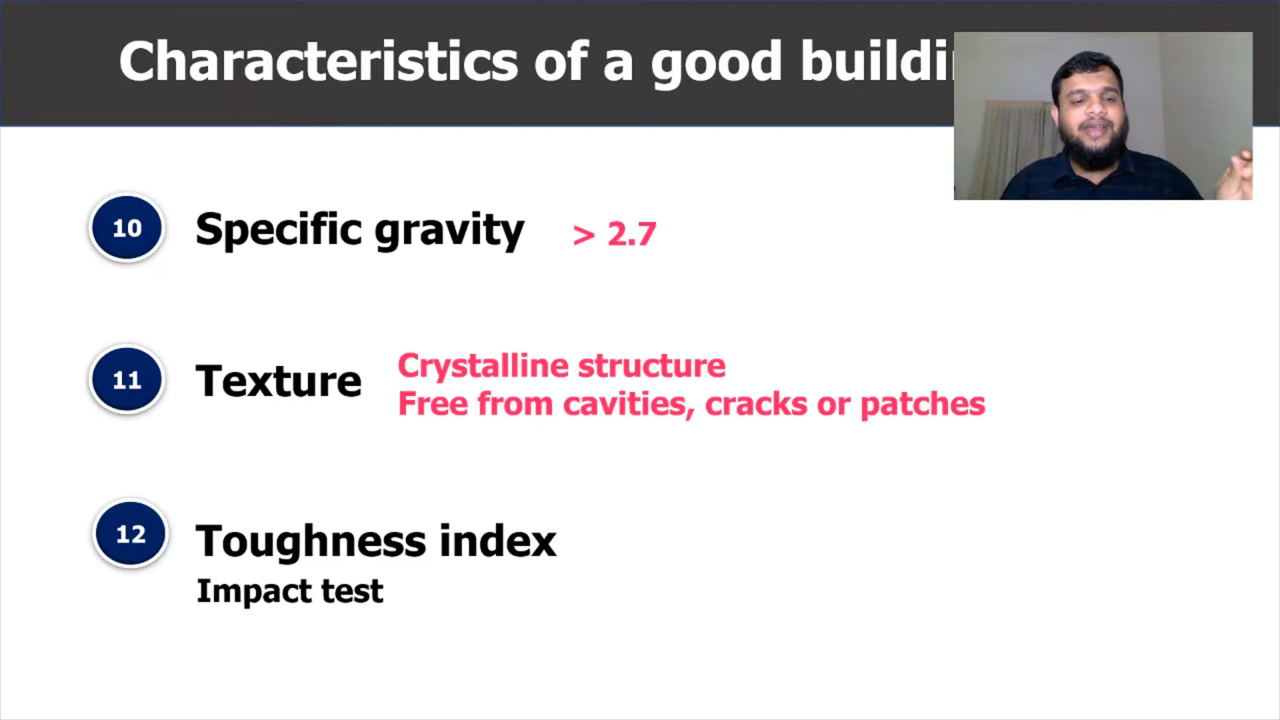 Characteristics of a good
10 Specific gravity > 2.7
11 Texture
Crystalline structure
Free from cavities, cracks or patches
12 Toughness index
Impact test